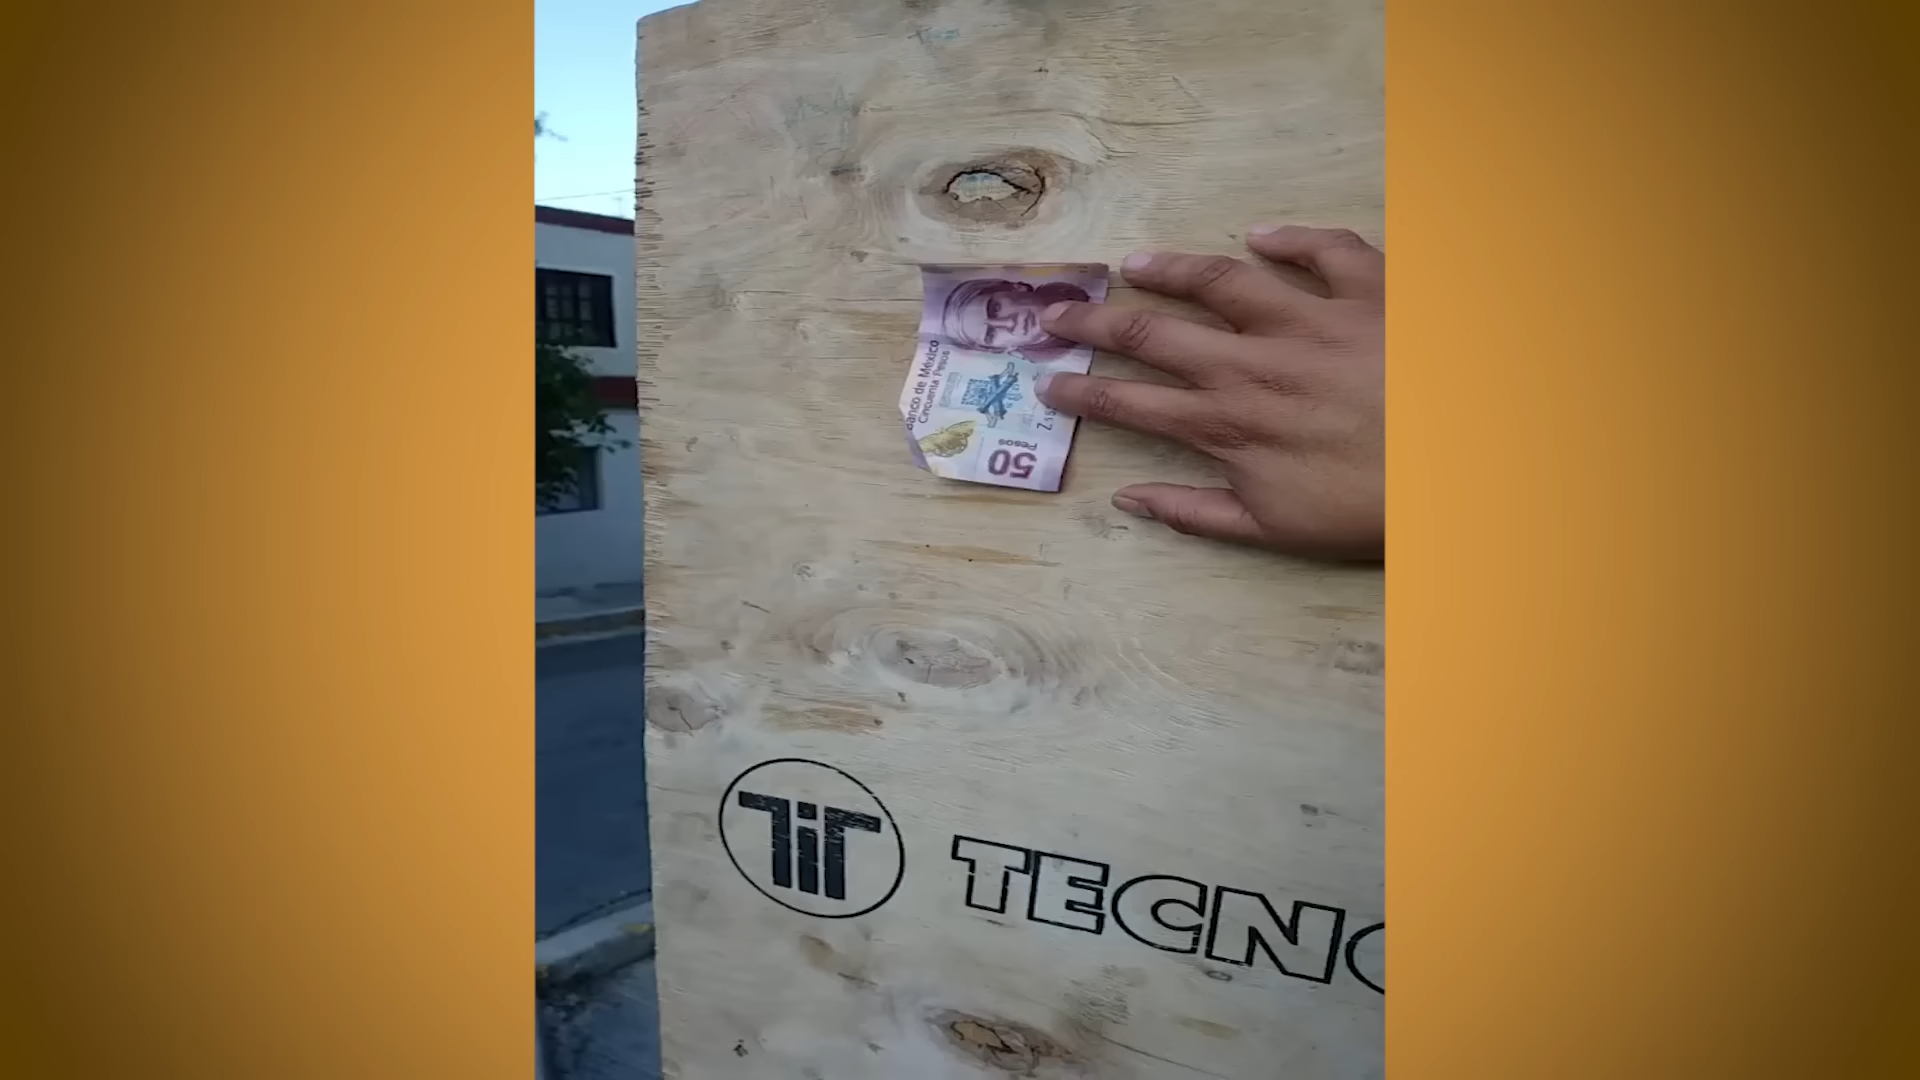 Banco de México
Cincuenta Pesos
50
Pesos
TiT
TECNO